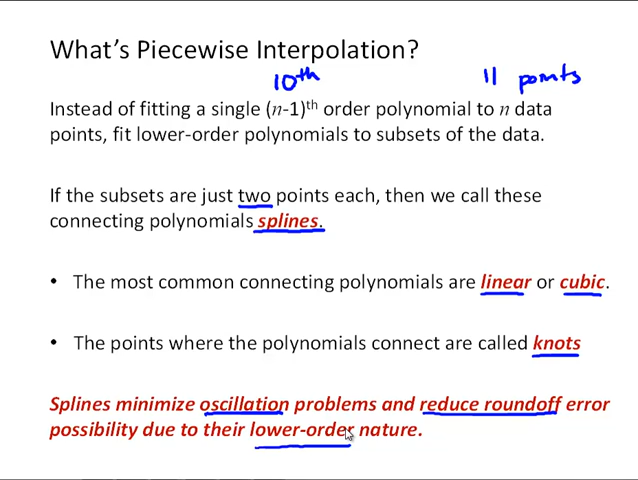 What's Piecewise Interpolation?
10th 11 points
Instead of fitting a single (n-1)th order polynomial to n data
points, fit lower-order polynomials to subsets of the data.
If the subsets are just two points each, then we call these
connecting polynomials splines.
• The most common connecting polynomials are linear or cubic.
• The points where the polynomials connect are called knots
Splines minimize oscillation problems and reduce roundoff error
possibility due to their lower-order nature.